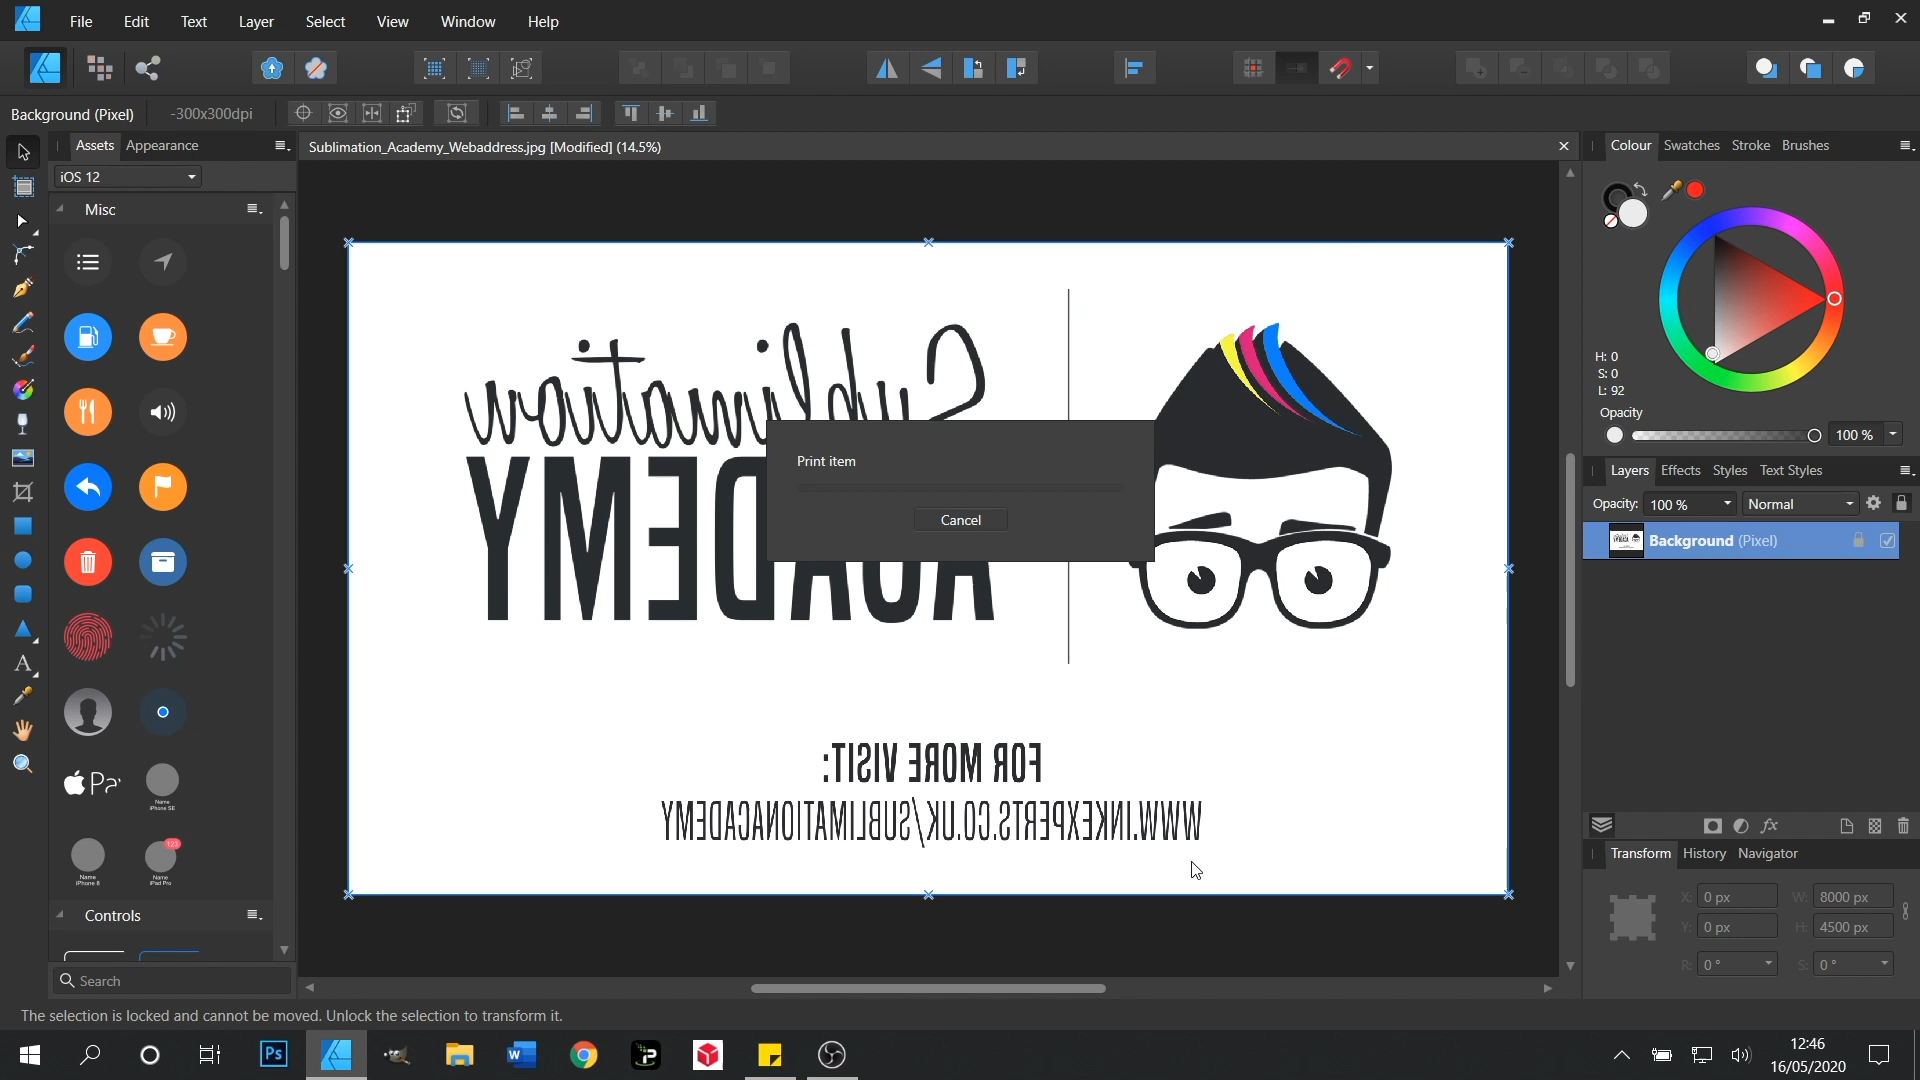 File Edit Text Layer Select View Window Help
Background (Pixel) -300x300dpi
Assets Appearance
Sublimation_Academy_Webaddress.jpg [Modified] (14.5%)
Colour Swatches Stroke Brushes
iOS 12
Misc
H: 0
S: 0
L: 92
Opacity
100 %
Sublimation
ACADEMY
Print item
Cancel
FOR MORE VISIT:
WWW.INKEXPERTS.CO.UK/SUBLIMATIONACADEMY
Layers Effects Styles Text Styles
Opacity: 100 % Normal
Background (Pixel)
Pa
Name
iPhone SE
Name
iPhone 8
123
Name
iPad Pro
Controls
Search
Transform History Navigator
X: 0 px W: 8000 px
Y: 0 px H: 4500 px
R: 0 ° S: 0 °
The selection is locked and cannot be moved. Unlock the selection to transform it.
Ps
W
12:46
16/05/2020